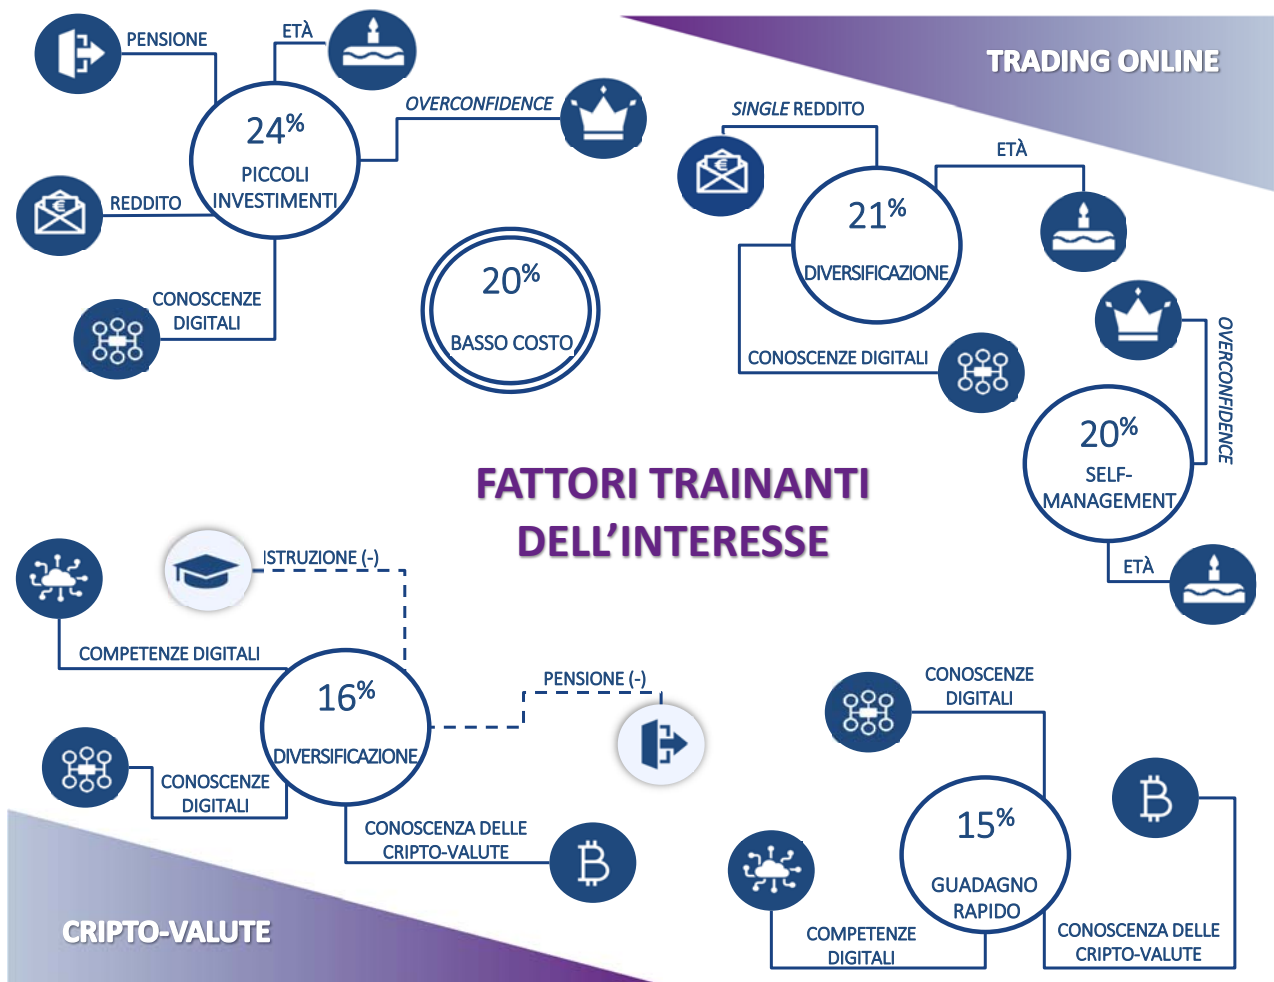 TRADING ONLINE
PENSIONE
ETÀ
OVERCONFIDENCE
24%
PICCOLI
INVESTIMENTI
REDDITO
CONOSCENZE
DIGITALI
20%
BASSO COSTO
SINGLE REDDITO
ETÀ
21%
DIVERSIFICAZIONE
CONOSCENZE DIGITALI
OVERCONFIDENCE
20%
SELF-
MANAGEMENT
ETÀ
FATTORI TRAINANTI
DELL’INTERESSE
ISTRUZIONE (-)
COMPETENZE DIGITALI
PENSIONE (-)
16%
DIVERSIFICAZIONE
CONOSCENZE
DIGITALI
CONOSCENZA DELLE
CRIPTO-VALUTE
CONOSCENZE
DIGITALI
15%
GUADAGNO
RAPIDO
COMPETENZE
DIGITALI
CONOSCENZA DELLE
CRIPTO-VALUTE
CRIPTO-VALUTE